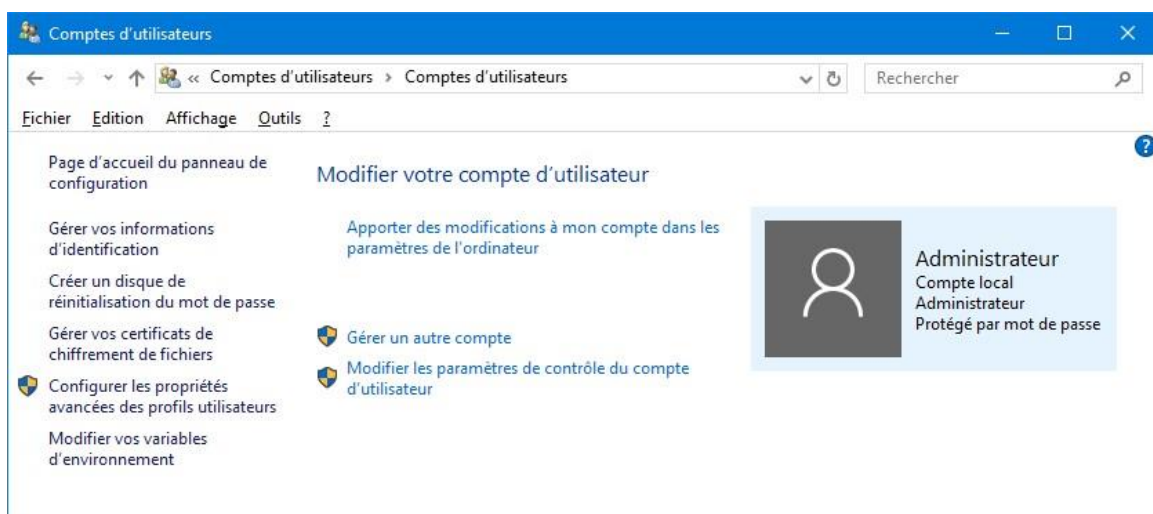 Comptes d'utilisateurs
« Comptes d'utilisateurs > Comptes d'utilisateurs
Rechercher
Fichier Edition Affichage Outils ?
?
Page d'accueil du panneau de
configuration
Gérer vos informations
d'identification
Créer un disque de
réinitialisation du mot de passe
Gérer vos certificats de
chiffrement de fichiers
Configurer les propriétés
avancées des profils utilisateurs
Modifier vos variables
d'environnement
Modifier votre compte d'utilisateur
Apporter des modifications à mon compte dans les
paramètres de l'ordinateur
Gérer un autre compte
Modifier les paramètres de contrôle du compte
d'utilisateur
Administrateur
Compte local
Administrateur
Protégé par mot de passe